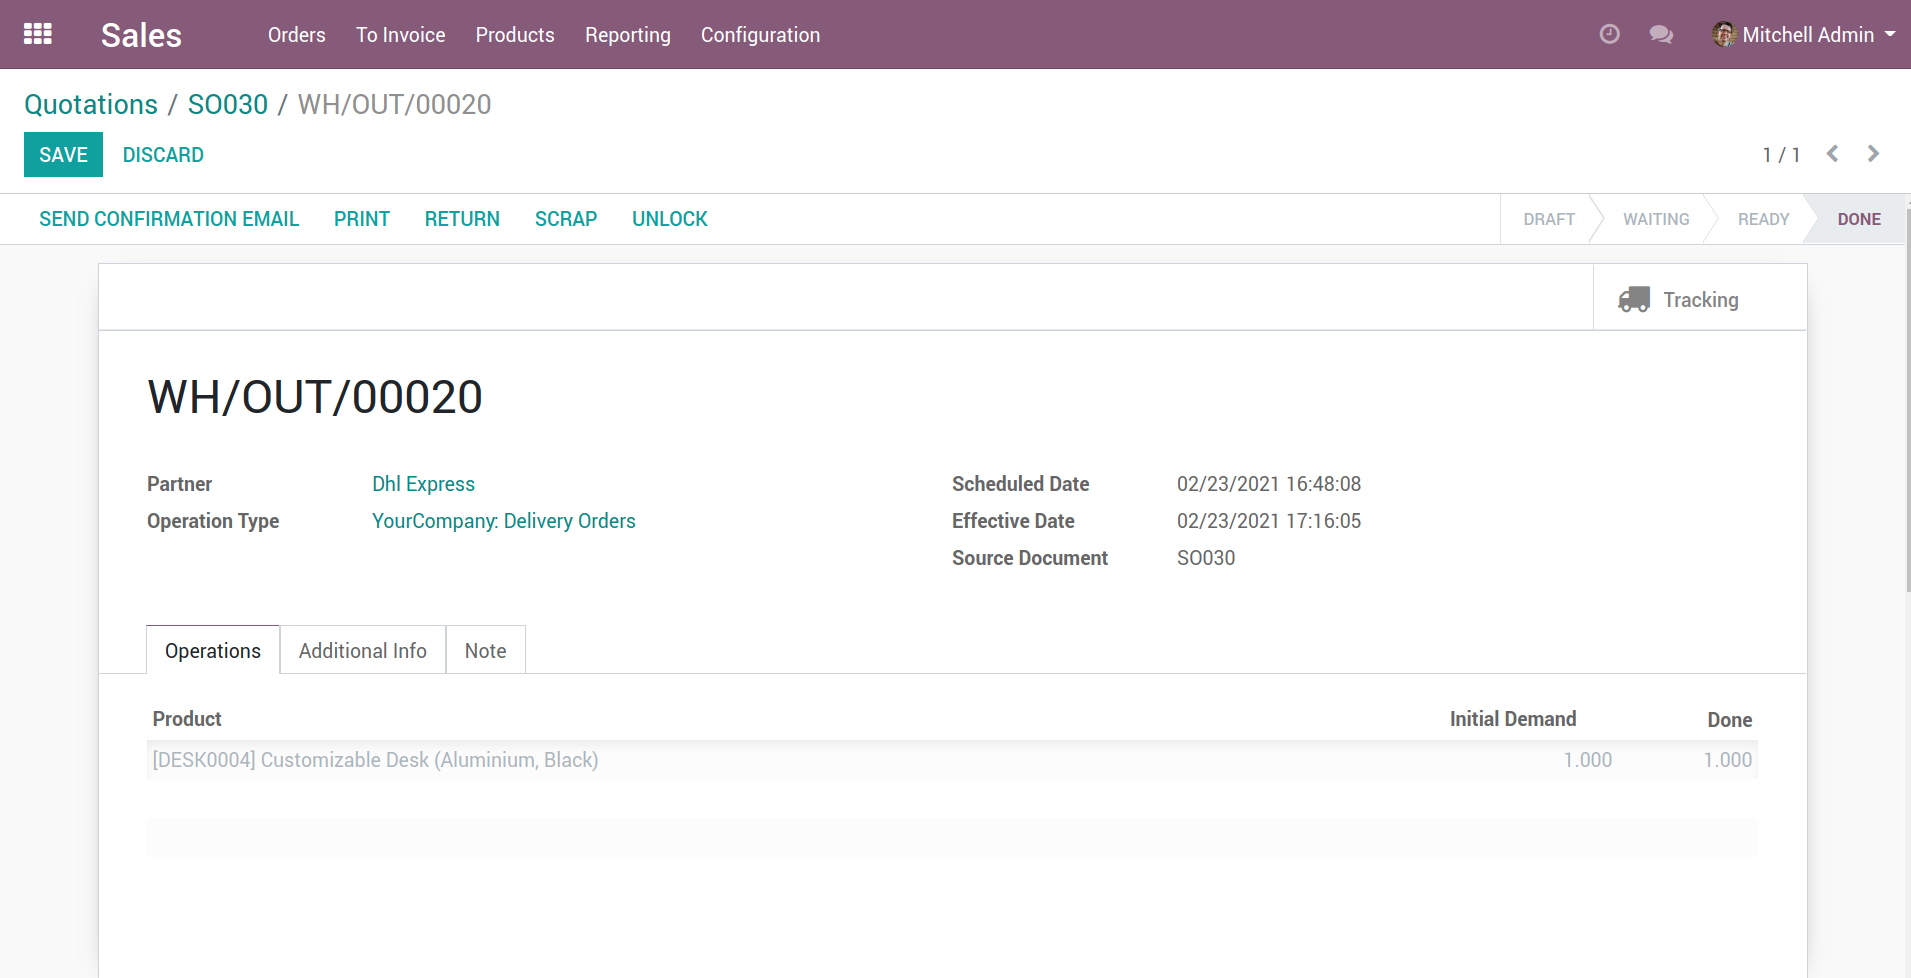 Sales Orders To Invoice Products Reporting Configuration Mitchell Admin
Quotations / SO030 / WH/OUT/00020
SAVE DISCARD 1 / 1
SEND CONFIRMATION EMAIL PRINT RETURN SCRAP UNLOCK DRAFT WAITING READY DONE
Tracking
WH/OUT/00020
Partner Dhl Express Scheduled Date 02/23/2021 16:48:08
Operation Type YourCompany: Delivery Orders Effective Date 02/23/2021 17:16:05
Source Document SO030
Operations Additional Info Note
Product Initial Demand Done
[DESK0004] Customizable Desk (Aluminium, Black) 1.000 1.000